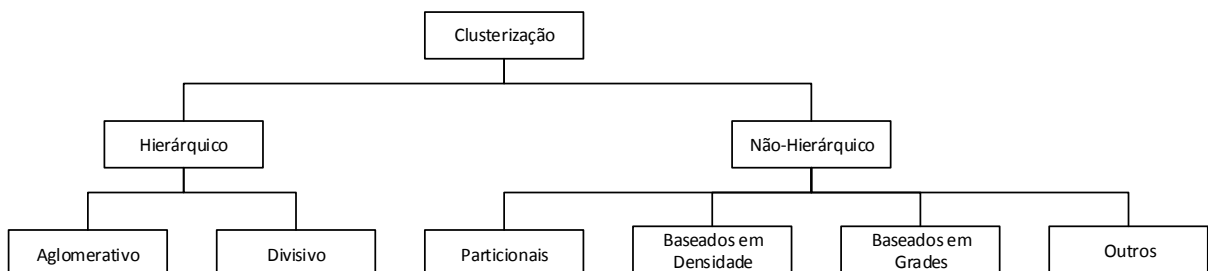 Clusterização
Hierárquico
Não-Hierárquico
Aglomerativo
Divisivo
Particionais
Baseados em
Densidade
Baseados em
Grades
Outros